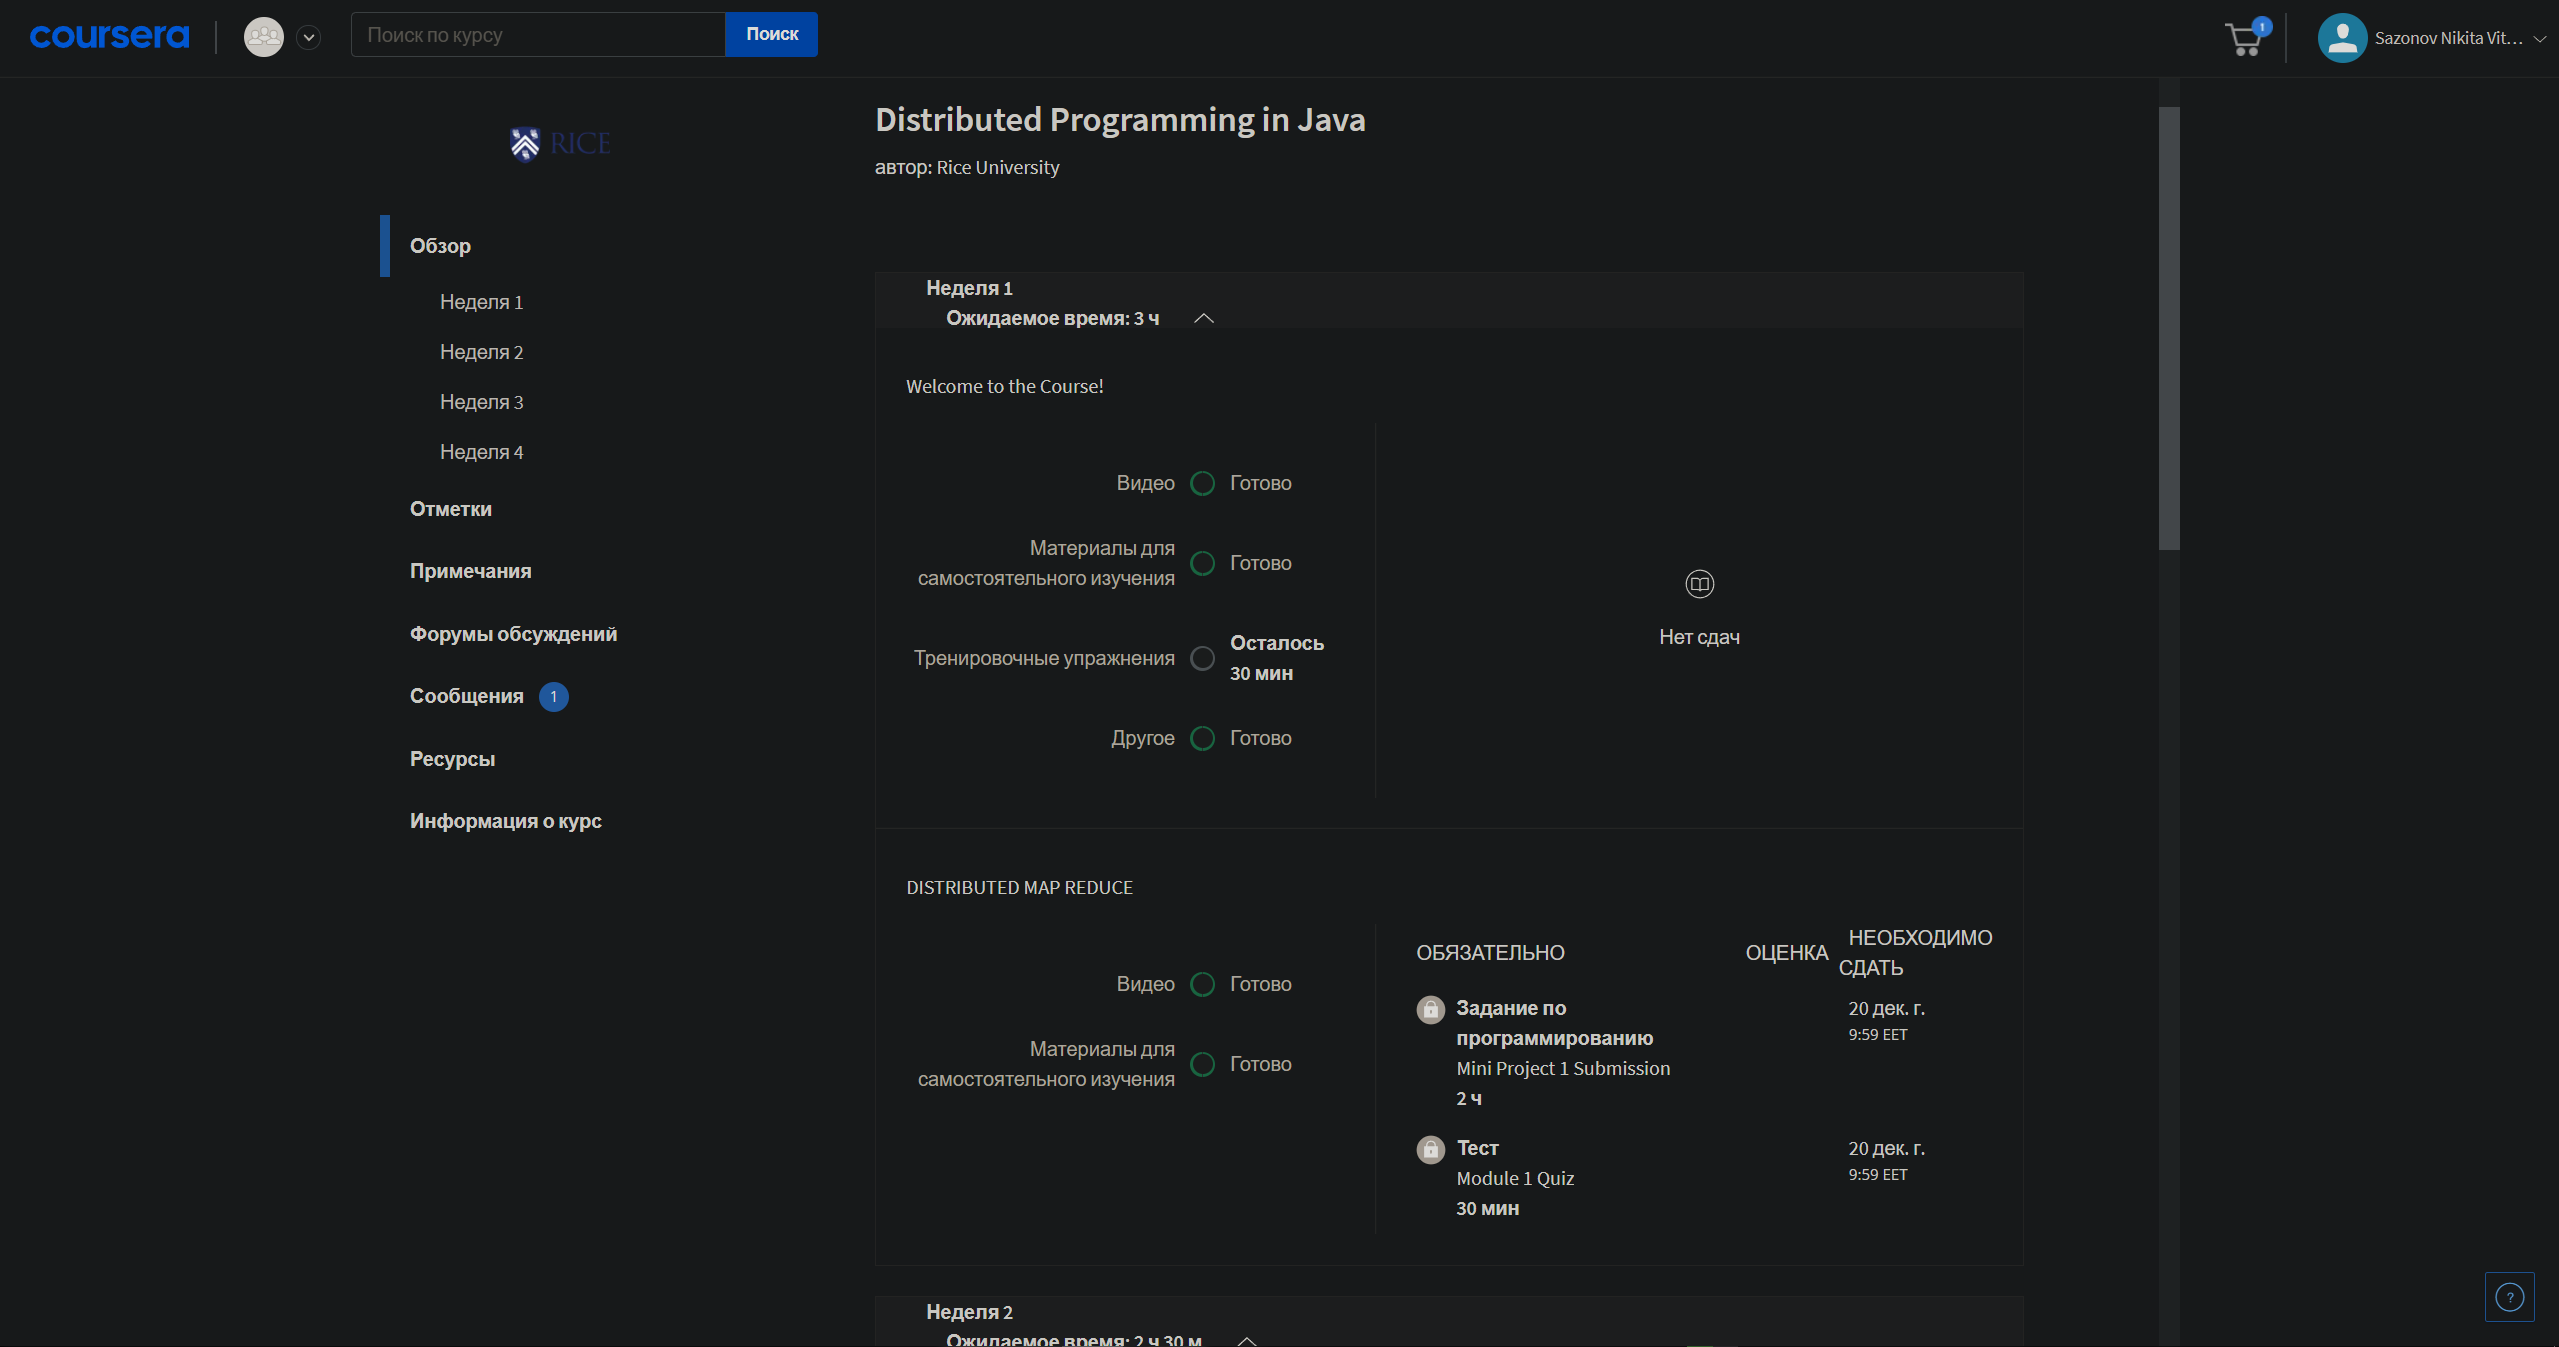 coursera
Поиск по курсу
Поиск
1
Sazonov Nikita Vit...
RICE
Обзор
Неделя 1
Неделя 2
Неделя 3
Неделя 4
Отметки
Примечания
Форумы обсуждений
Сообщения 1
Ресурсы
Информация о курс
Distributed Programming in Java
автор: Rice University
Неделя 1
Ожидаемое время: 3 ч
Welcome to the Course!
Видео Готово
Материалы для
самостоятельного изучения Готово
Тренировочные упражнения Осталось
30 мин
Другое Готово
Нет сдач
DISTRIBUTED MAP REDUCE
Видео Готово
Материалы для
самостоятельного изучения Готово
ОБЯЗАТЕЛЬНО ОЦЕНКА НЕОБХОДИМО
СДАТЬ
Задание по 20 дек. г.
программированию 9:59 EET
Mini Project 1 Submission
2 ч
Тест 20 дек. г.
Module 1 Quiz 9:59 EET
30 мин
Неделя 2
Ожидаемое время: 2 ч 30 м
?